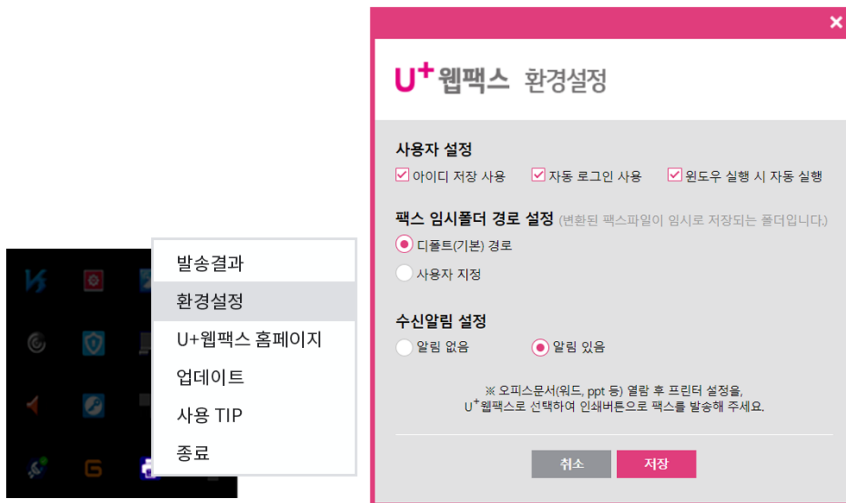 발송결과
환경설정
U+웹팩스 홈페이지
업데이트
사용 TIP
종료
U+웹팩스 환경설정
사용자 설정
아이디 저장 사용 자동 로그인 사용 윈도우 실행 시 자동 실행
팩스 임시폴더 경로 설정 (변환된 팩스파일이 임시로 저장되는 폴더입니다.)
디폴트(기본) 경로
사용자 지정
수신알림 설정
알림 없음 알림 있음
※ 오피스문서(워드, ppt 등) 열람 후 프린터 설정을,
U+웹팩스로 선택하여 인쇄버튼으로 팩스를 발송해 주세요.
취소 저장